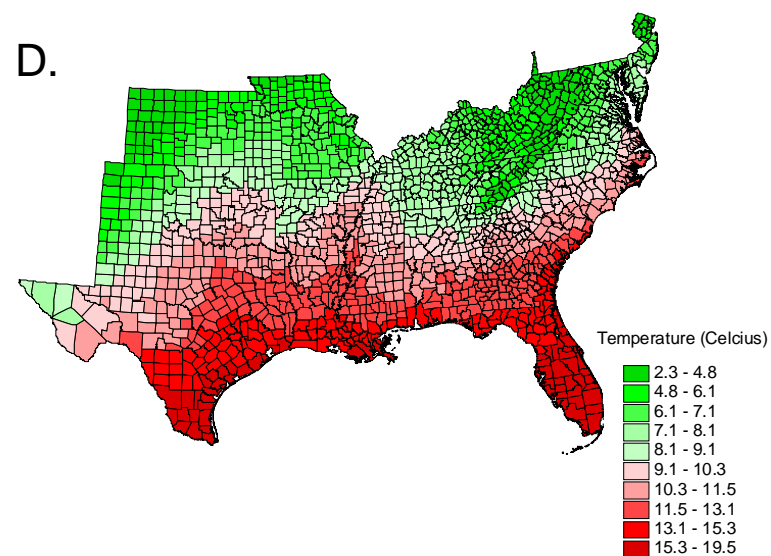 D.
Temperature (Celcius)
2.3 - 4.8
4.8 - 6.1
6.1 - 7.1
7.1 - 8.1
8.1 - 9.1
9.1 - 10.3
10.3 - 11.5
11.5 - 13.1
13.1 - 15.3
15.3 - 19.5